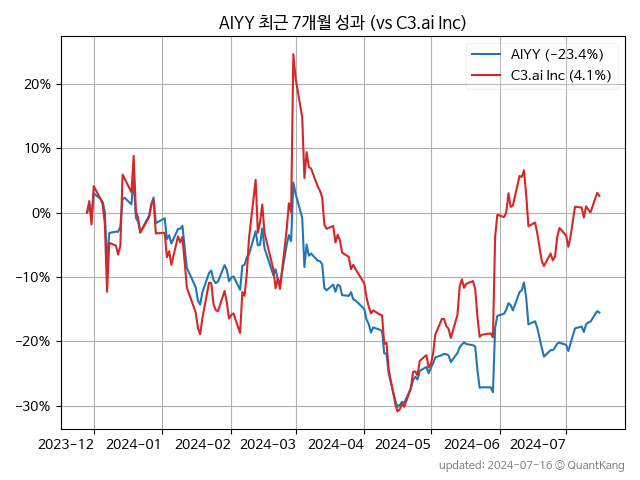 AIYY 최근 7개월 성과 (vs C3.ai Inc)
AIYY (-23.4%)
C3.ai Inc (4.1%)
20%
10%
0%
-10%
-20%
-30%
2023-12 2024-01 2024-02 2024-03 2024-04 2024-05 2024-06 2024-07
updated: 2024-07-16 © QuantKang